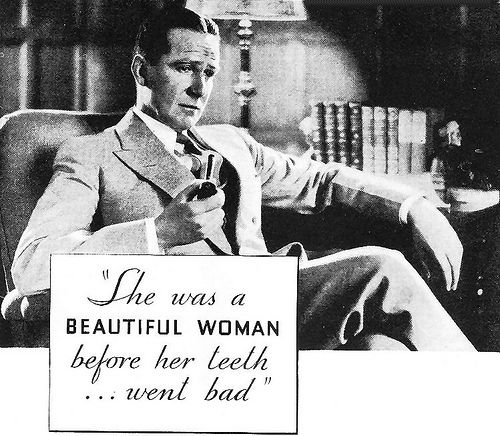 "She was a
BEAUTIFUL WOMAN
before her teeth
... went bad"